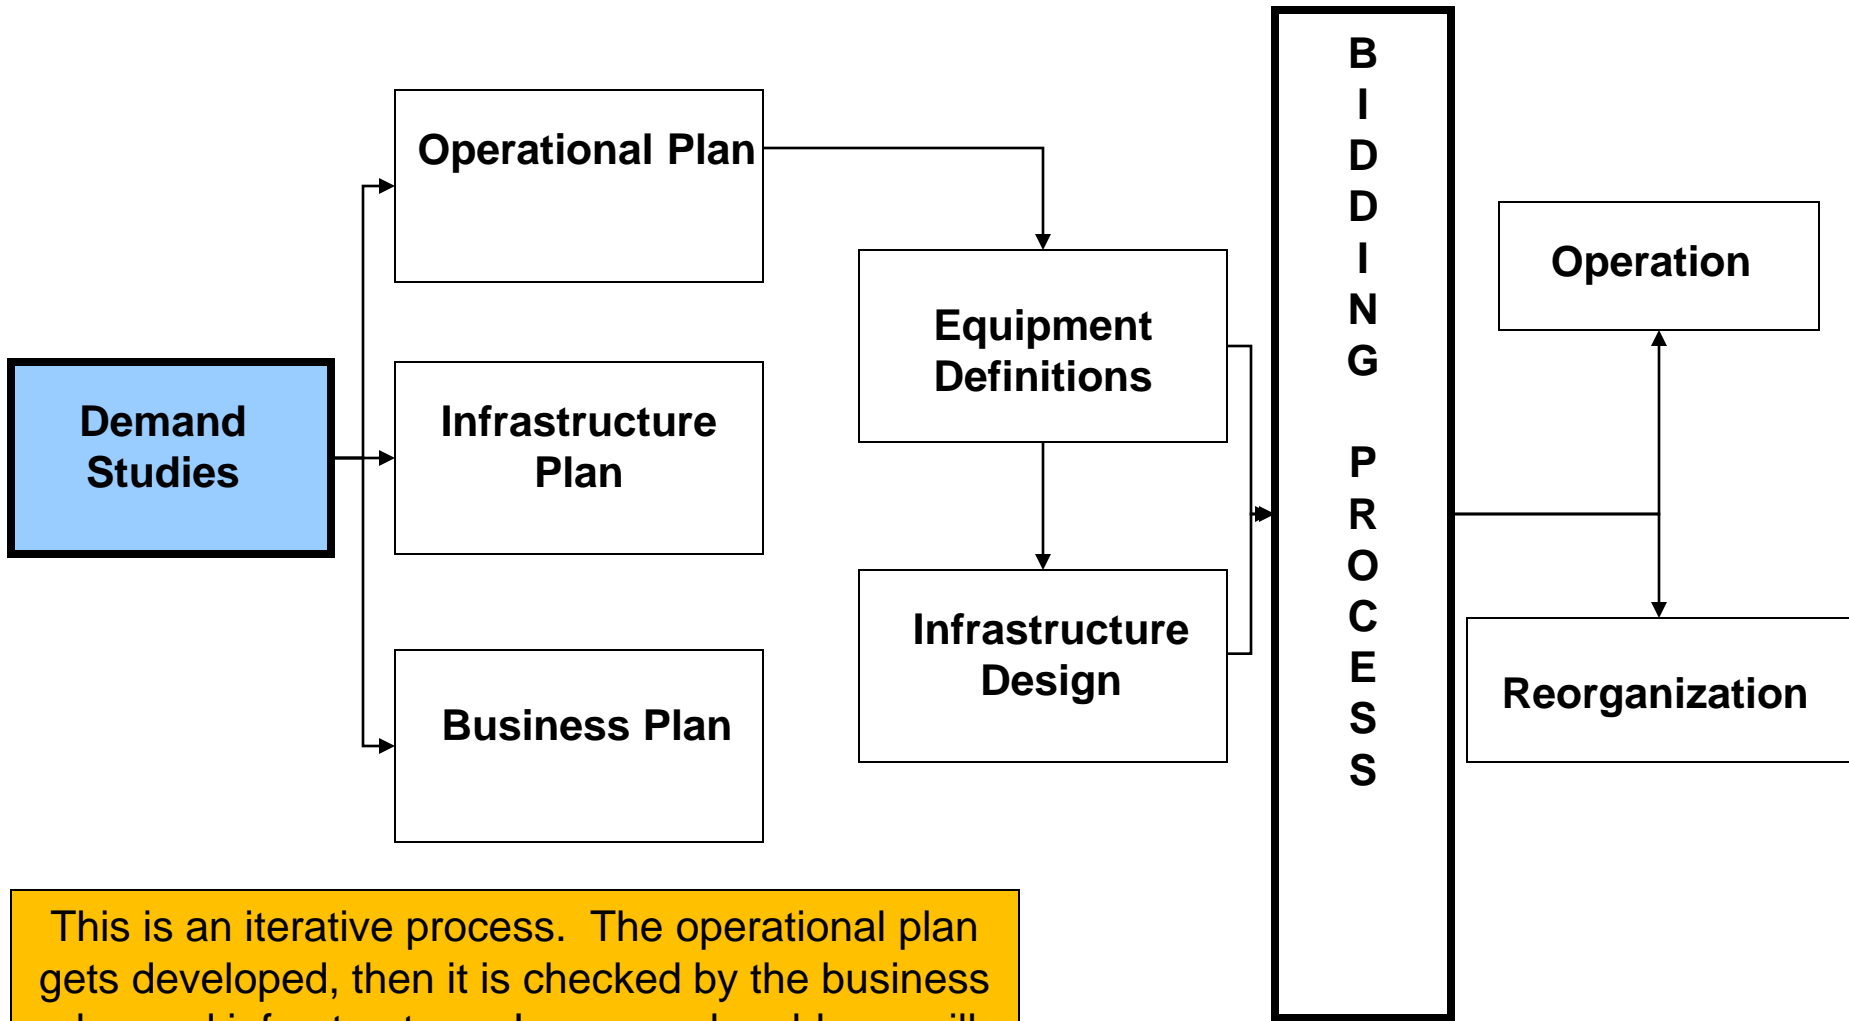 Operational Plan
Demand
Studies
Infrastructure
Plan
Business Plan
Equipment
Definitions
Infrastructure
Design
B
I
D
D
I
N
G
P
R
O
C
E
S
S
Operation
Reorganization
This is an iterative process.  The operational plan
gets developed, then it is checked by the business